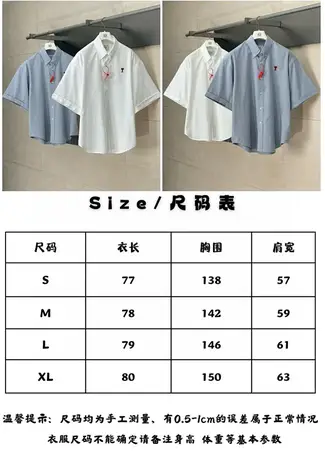 Size/尺码表
尺码 衣长 胸围 肩宽
S 77 138 57
M 78 142 59
L 79 146 61
XL 80 150 63
温馨提示：尺码均为手工测量、有0.5-1cm的误差属于正常情况
衣服尺码不能确定请备注身高 体重等基本参数